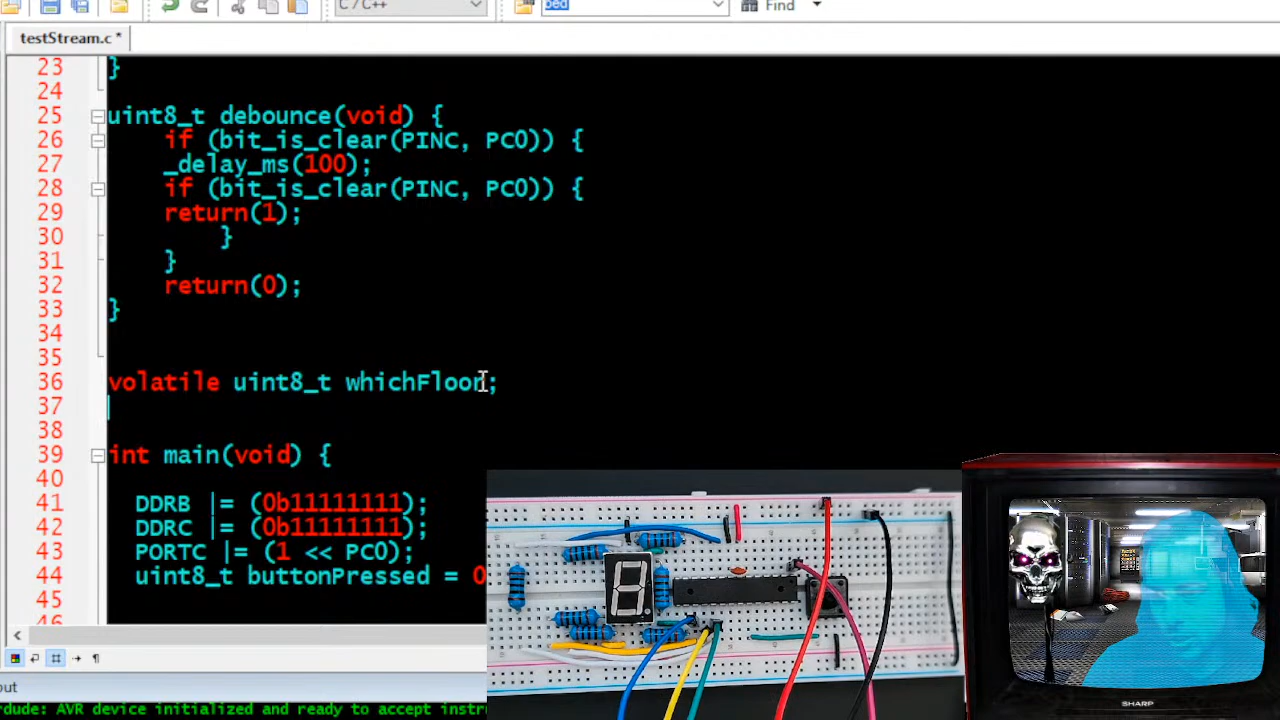 C / C++
bed
Find
testStream.c *
23 }
24
25 uint8_t debounce(void) {
26 if (bit_is_clear(PINC, PC0)) {
27 _delay_ms(100);
28 if (bit_is_clear(PINC, PC0)) {
29 return(1);
30 }
31 }
32 return(0);
33 }
34
35
36 volatile uint8_t whichFloor;
37
38
39 int main(void) {
40
41 DDRB |= (0b11111111);
42 DDRC |= (0b11111111);
43 PORTC |= (1 << PC0);
44 uint8_t buttonPressed = 0
45
46
out
rdude: AVR device initialized and ready to accept instr
SHARP